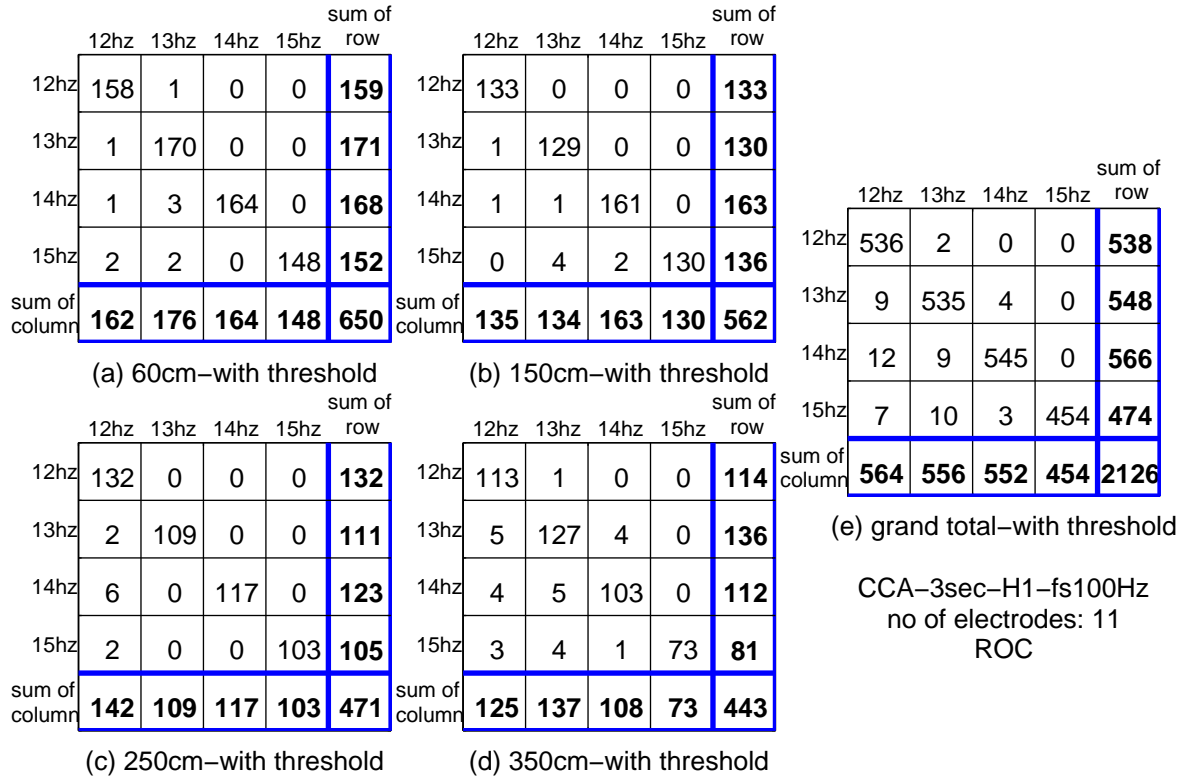 sum of
12hz 13hz 14hz 15hz row
12hz 158 1 0 0 159
13hz 1 170 0 0 171
14hz 1 3 164 0 168
15hz 2 2 0 148 152
sum of
column 162 176 164 148 650
(a) 60cm−with threshold
sum of
12hz 13hz 14hz 15hz row
12hz 133 0 0 0 133
13hz 1 129 0 0 130
14hz 1 1 161 0 163
15hz 0 4 2 130 136
sum of
column 135 134 163 130 562
(b) 150cm−with threshold
sum of
12hz 13hz 14hz 15hz row
12hz 132 0 0 0 132
13hz 2 109 0 0 111
14hz 6 0 117 0 123
15hz 2 0 0 103 105
sum of
column 142 109 117 103 471
(c) 250cm−with threshold
sum of
12hz 13hz 14hz 15hz row
12hz 113 1 0 0 114
13hz 5 127 4 0 136
14hz 4 5 103 0 112
15hz 3 4 1 73 81
sum of
column 125 137 108 73 443
(d) 350cm−with threshold
sum of
12hz 13hz 14hz 15hz row
12hz 536 2 0 0 538
13hz 9 535 4 0 548
14hz 12 9 545 0 566
15hz 7 10 3 454 474
sum of
column 564 556 552 454 2126
(e) grand total−with threshold
CCA−3sec−H1−fs100Hz
no of electrodes: 11
ROC